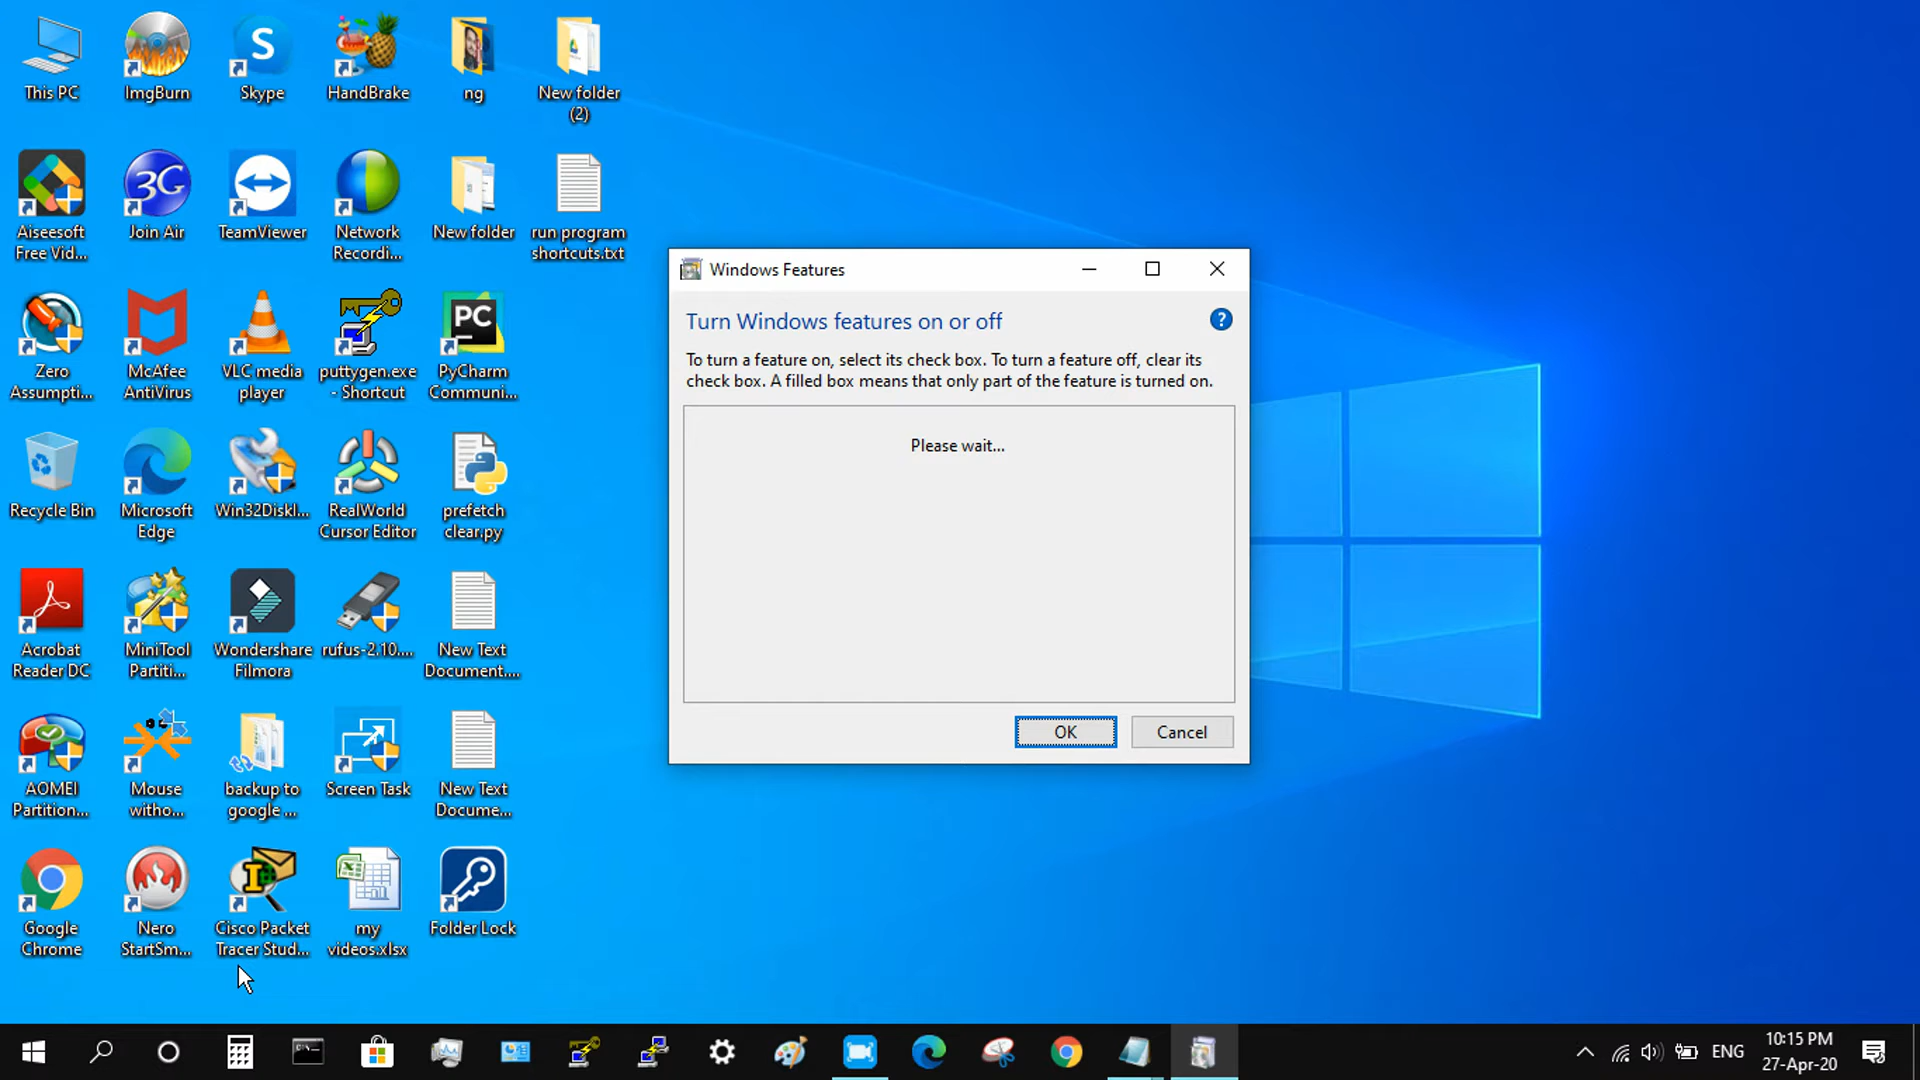 This PC
ImgBurn
Skype
HandBrake
ng
New folder
(2)
Aiseesoft
Free Vid...
Join Air
TeamViewer
Network
Recordi...
New folder
run program
shortcuts.txt
Zero
Assumpti...
McAfee
AntiVirus
VLC media
player
puttygen.exe
- Shortcut
PyCharm
Communi...
Recycle Bin
Microsoft
Edge
Win32DiskI...
RealWorld
Cursor Editor
prefetch
clear.py
Acrobat
Reader DC
MiniTool
Partiti...
Wondershare
Filmora
rufus-2.10....
New Text
Document....
AOMEI
Partition...
Mouse
witho...
backup to
google ...
Screen Task
New Text
Docume...
Google
Chrome
Nero
StartSm...
Cisco Packet
Tracer Stud...
my
videos.xlsx
Folder Lock
Windows Features
Turn Windows features on or off
To turn a feature on, select its check box. To turn a feature off, clear its
check box. A filled box means that only part of the feature is turned on.
Please wait...
OK
Cancel
ENG
10:15 PM
27-Apr-20